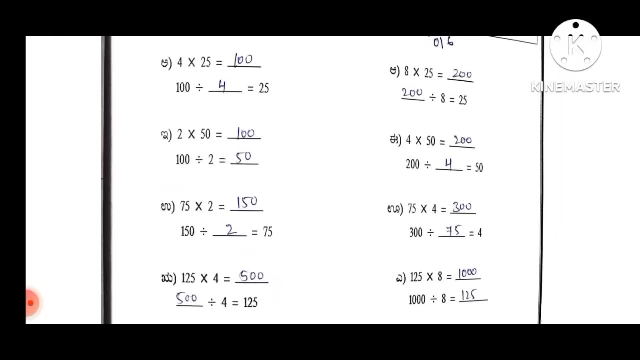 016
K
KINEMASTER
ಅ) 4 X 25 = 100
100 ÷ 4 = 25
ಆ) 8 X 25 = 200
200 ÷ 8 = 25
ಇ) 2 X 50 = 100
100 ÷ 2 = 50
ಈ) 4 X 50 = 200
200 ÷ 4 = 50
ಉ) 75 X 2 = 150
150 ÷ 2 = 75
ಊ) 75 X 4 = 300
300 ÷ 75 = 4
ಋ) 125 X 4 = 500
500 ÷ 4 = 125
ಎ) 125 X 8 = 1000
1000 ÷ 8 = 125